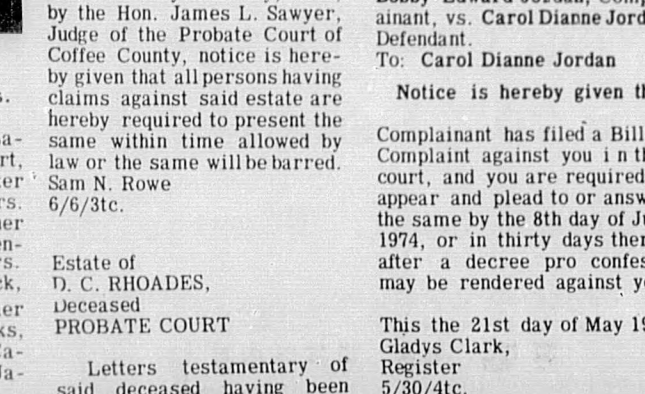 by the Hon. James L. Sawyer,
Judge of the Probate Court of
Coffee County, notice is here-
by given that all persons having
claims against said estate are
hereby required to present the
same within time allowed by
law or the same will be barred.
Sam N. Rowe
6/6/3tc.
Estate of
D. C. RHOADES,
Deceased
PROBATE COURT
Letters testamentary of
said deceased having been
ainant, vs. Carol Dianne Jord
Defendant.
To: Carol Dianne Jordan
Notice is hereby given th
Complainant has filed a Bill
Complaint against you in th
court, and you are required
appear and plead to or answ
the same by the 8th day of Ju
1974, or in thirty days ther
after a decree pro confes
may be rendered against yo
This the 21st day of May 19
Gladys Clark,
Register
5/30/4tc.